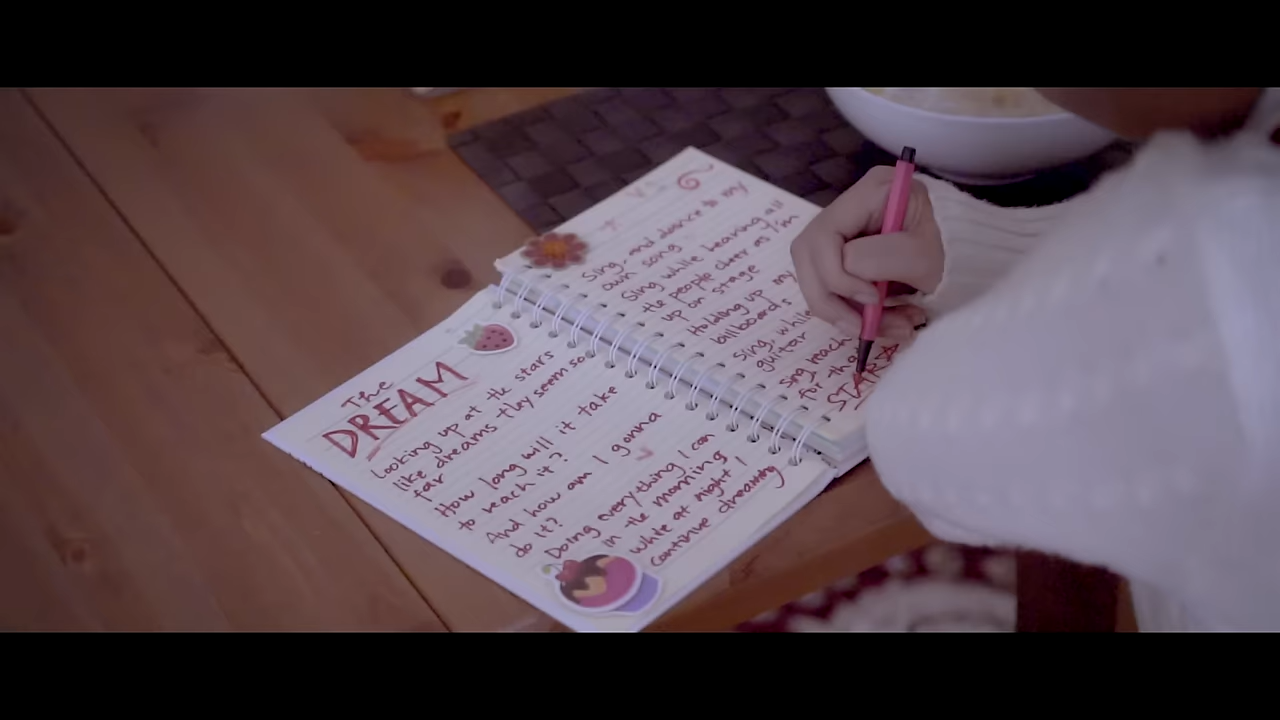 The
DREAM
Looking up at the stars
like dreams they seem so
far
How long will it take
to reach it?
And how am I gonna
do it?
Doing everything I can
in the morning
while at night I
continue dreaming
Sing and dance to my
own song
Sing while hearing all
the people cheer as I'm
up on stage
Holding up my
billboards
Sing, while
guitar
Sing reach
for the
STAR